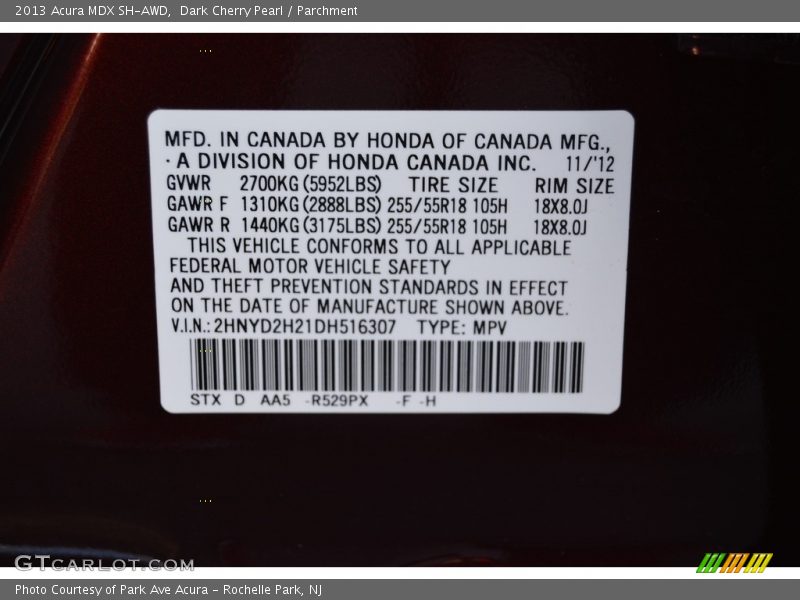 2013 Acura MDX SH-AWD, Dark Cherry Pearl / Parchment
MFD. IN CANADA BY HONDA OF CANADA MFG.,
· A DIVISION OF HONDA CANADA INC. 11/'12
GVWR 2700KG (5952LBS) TIRE SIZE RIM SIZE
GAWR F 1310KG (2888LBS) 255/55R18 105H 18X8.0J
GAWR R 1440KG (3175LBS) 255/55R18 105H 18X8.0J
THIS VEHICLE CONFORMS TO ALL APPLICABLE
FEDERAL MOTOR VEHICLE SAFETY
AND THEFT PREVENTION STANDARDS IN EFFECT
ON THE DATE OF MANUFACTURE SHOWN ABOVE.
V.I.N.: 2HNYD2H21DH516307 TYPE: MPV
STX D AA5 -R529PX -F -H
GTCARLOT.COM
Photo Courtesy of Park Ave Acura - Rochelle Park, NJ